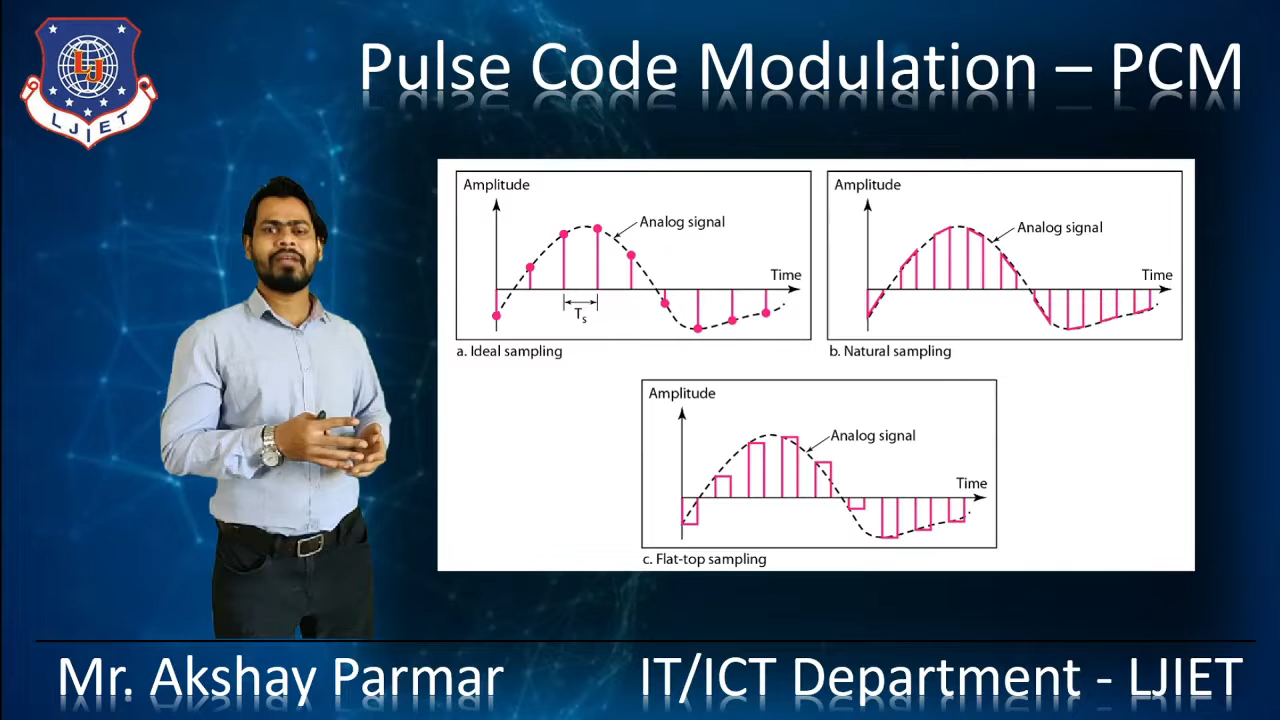 Pulse Code Modulation – PCM
LJIET
Amplitude
Analog signal
Time
Ts
a. Ideal sampling
Amplitude
Analog signal
Time
b. Natural sampling
Amplitude
Analog signal
Time
c. Flat-top sampling
Mr. Akshay Parmar
IT/ICT Department - LJIET